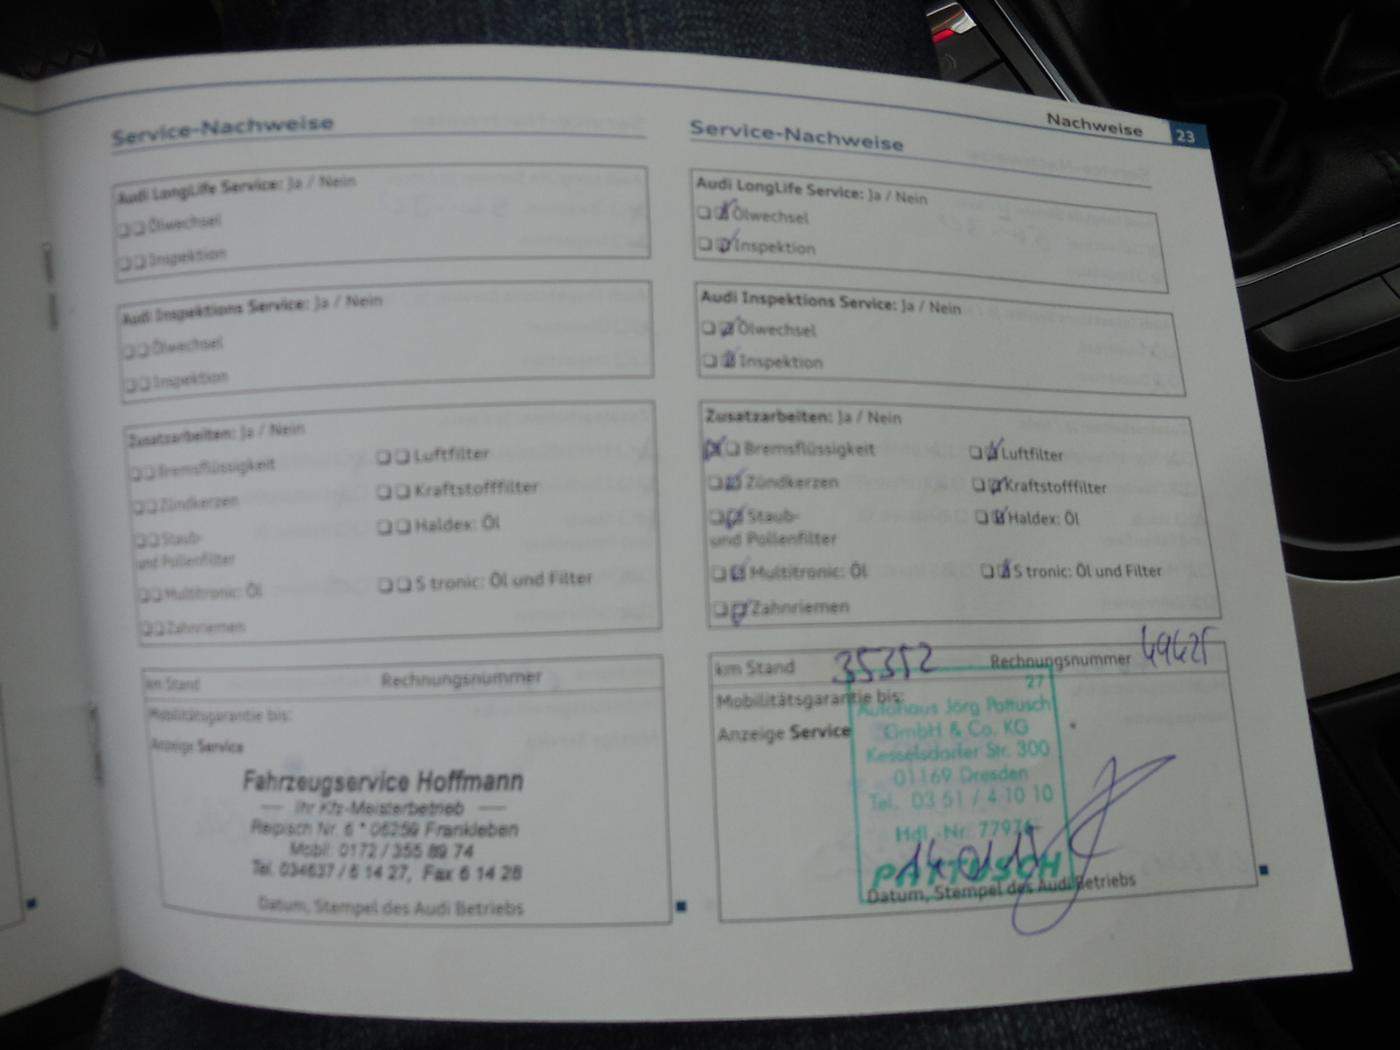 Nachweise 23
Service-Nachweise
Audi LongLife Service: Ja / Nein
Ölwechsel
Inspektion
Audi Inspektions Service: Ja / Nein
Ölwechsel
Inspektion
Zusatzarbeiten: Ja / Nein
Bremsflüssigkeit Luftfilter
Zündkerzen Kraftstofffilter
Staub- Haldex: Öl
und Pollenfilter
Multitronic: Öl S tronic: Öl und Filter
Zahnriemen
km Stand Rechnungsnummer
Mobilitätsgarantie bis:
Anzeige Service
Fahrzeugservice Hoffmann
Ihr Kfz-Meisterbetrieb
Reipisch Nr. 6 * 06259 Frankleben
Mobil: 0172 / 355 89 74
Tel. 034637 / 6 14 27, Fax 6 14 28
Datum, Stempel des Audi Betriebs
Service-Nachweise
Audi LongLife Service: Ja / Nein
Ölwechsel
Inspektion
Audi Inspektions Service: Ja / Nein
Ölwechsel
Inspektion
Zusatzarbeiten: Ja / Nein
Bremsflüssigkeit Luftfilter
Zündkerzen Kraftstofffilter
Staub- Haldex: Öl
und Pollenfilter
Multitronic: Öl S tronic: Öl und Filter
Zahnriemen
km Stand 35352 Rechnungsnummer
27
Mobilitätsgarantie bis:
Autohaus Jörg Pattusch
Anzeige Service
GmbH & Co. KG
Kesselsdorfer Str. 300
01169 Dresden
Tel. 03 51 / 4 10 10
Hdl.-Nr. 77974
PATTUSCH
Datum, Stempel des Audi Betriebs